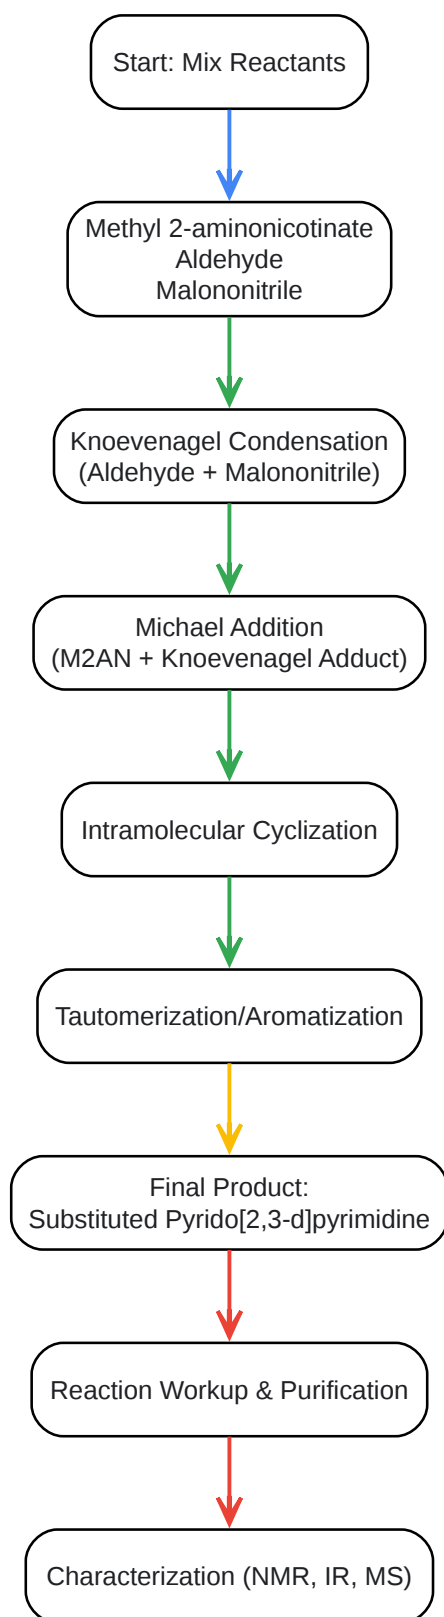 Start: Mix Reactants
Methyl 2-aminonicotinate
Aldehyde
Malononitrile
Knoevenagel Condensation
(Aldehyde + Malononitrile)
Michael Addition
(M2AN + Knoevenagel Adduct)
Intramolecular Cyclization
Tautomerization/Aromatization
Final Product:
Substituted Pyrido[2,3-d]pyrimidine
Reaction Workup & Purification
Characterization (NMR, IR, MS)